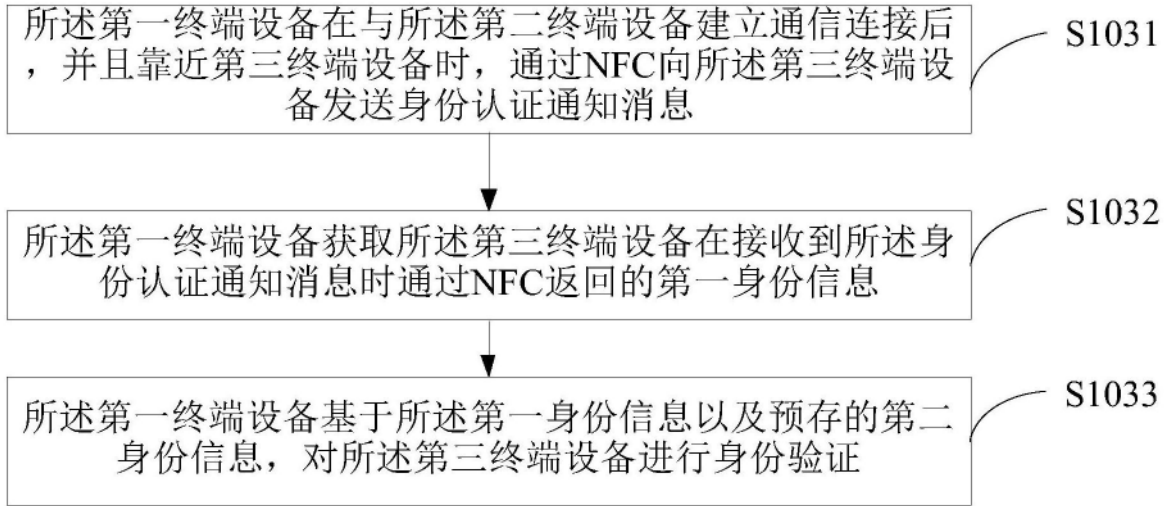 所述第一终端设备在与所述第二终端设备建立通信连接后
，并且靠近第三终端设备时，通过NFC向所述第三终端设
备发送身份认证通知消息
S1031
所述第一终端设备获取所述第三终端设备在接收到所述身
份认证通知消息时通过NFC返回的第一身份信息
S1032
所述第一终端设备基于所述第一身份信息以及预存的第二
身份信息，对所述第三终端设备进行身份验证
S1033